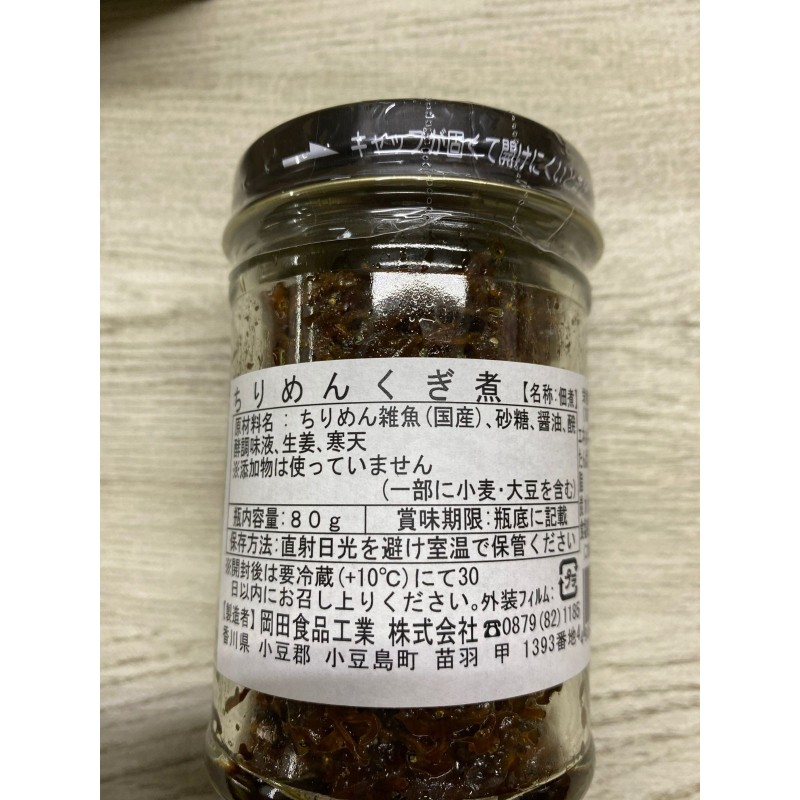 キャップが固くて開けにくいと
ちりめんくぎ煮【名称:佃煮】
原材料名:ちりめん雑魚(国産)、砂糖、醤油、醗
酵調味液、生姜、寒天
※添加物は使っていません
(一部に小麦・大豆を含む)
瓶内容量:80g 賞味期限:瓶底に記載
保存方法:直射日光を避け室温で保管ください
※開封後は要冷蔵(+10℃)にて30
日以内にお召し上りください。外装フィルム: プラ
【製造者】岡田食品工業 株式会社☎0879(82)1185
香川県 小豆郡 小豆島町 苗羽 甲 1393番地4